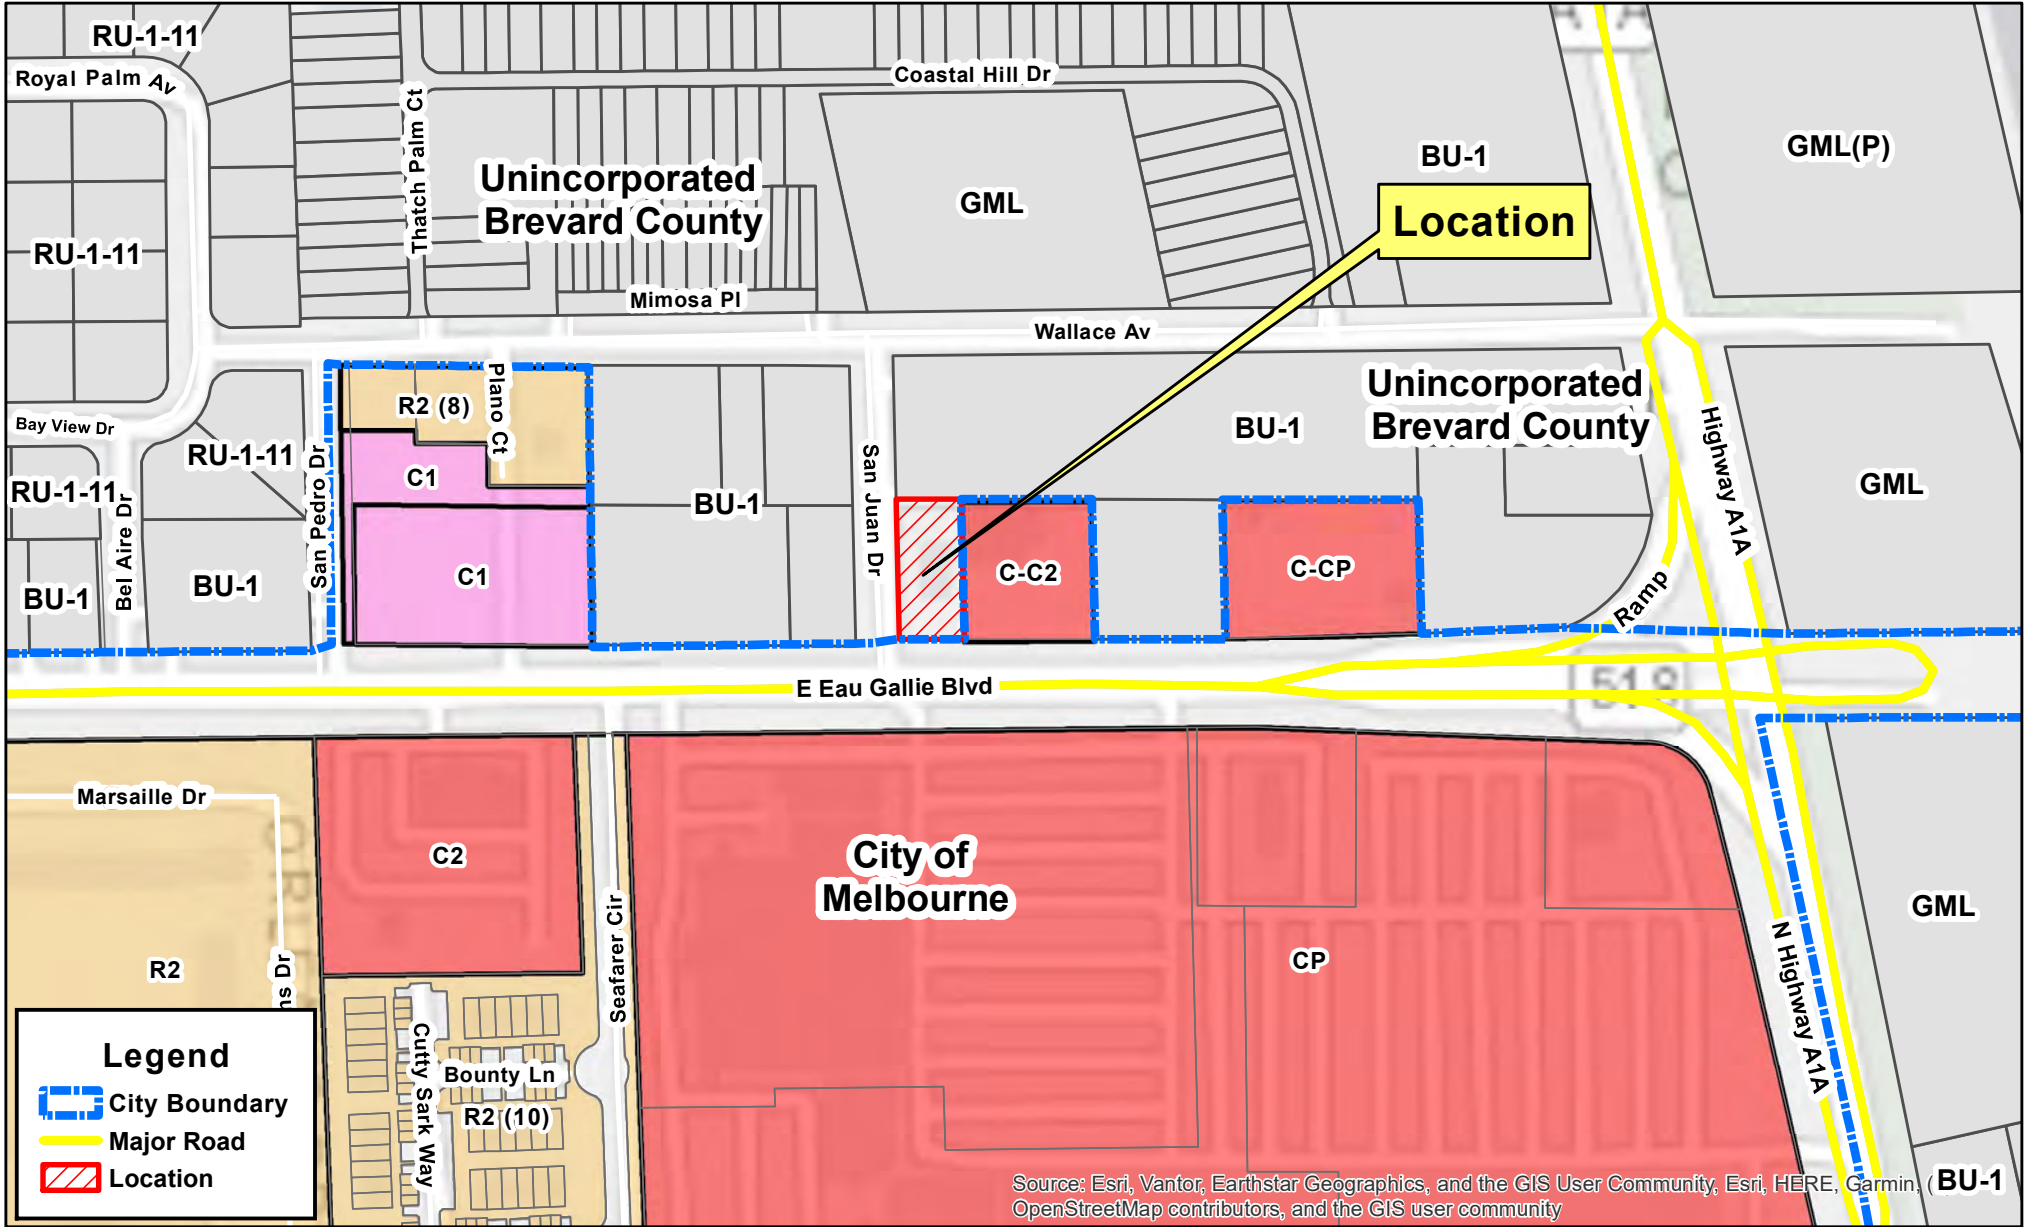 RU-1-11
Royal Palm Av
Coastal Hill Dr
Thatch Palm Ct
BU-1
GML(P)
Unincorporated
Brevard County
GML
Location
RU-1-11
Mimosa Pl
Wallace Av
Plano Ct
R2 (8)
Unincorporated
Brevard County
BU-1
Bay View Dr
RU-1-11
San Pedro Dr
C1
San Juan Dr
Highway A1A
RU-1-11
BU-1
GML
Bel Aire Dr
BU-1
BU-1
C1
C-C2
C-CP
Ramp
E Eau Gallie Blvd
518
Marsaille Dr
C2
City of
Melbourne
Seafarer Cir
R2
ns Dr
CP
GML
N Highway A1A
Cutty Sark Way
Bounty Ln
R2 (10)
Legend
City Boundary
Major Road
Location
Source: Esri, Vantor, Earthstar Geographics, and the GIS User Community, Esri, HERE, Garmin, (
OpenStreetMap contributors, and the GIS user community
BU-1